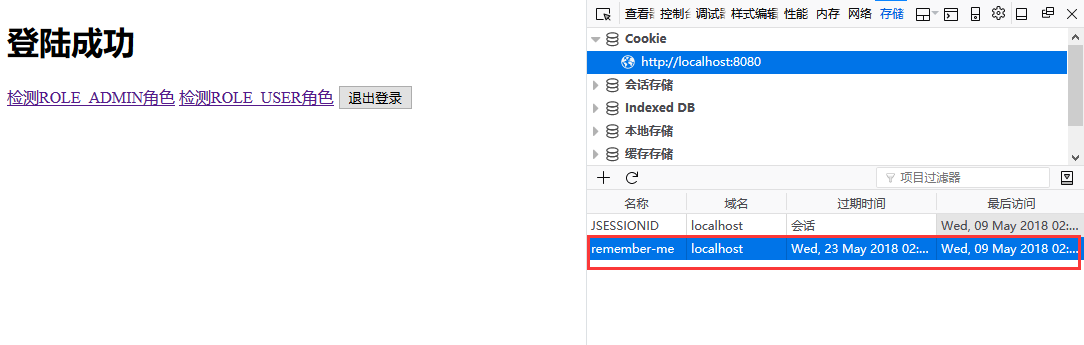 登陆成功
检测ROLE_ADMIN角色 检测ROLE_USER角色 退出登录
查看器 控制台 调试器 样式编辑 性能 内存 网络 存储
Cookie
http://localhost:8080
会话存储
Indexed DB
本地存储
缓存存储
项目过滤器
名称 域名 过期时间 最后访问
JSESSIONID localhost 会话 Wed, 09 May 2018 02:...
remember-me localhost Wed, 23 May 2018 02:... Wed, 09 May 2018 02:...